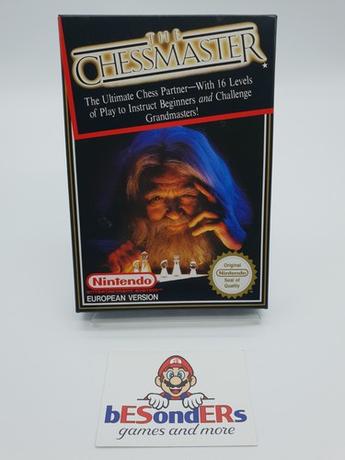 THE
CHESSMASTER
The Ultimate Chess Partner—With 16 Levels
of Play to Instruct Beginners and Challenge
Grandmasters!
Nintendo
EUROPEAN VERSION
Original
Nintendo
Seal of
Quality
bESondERs
games and more